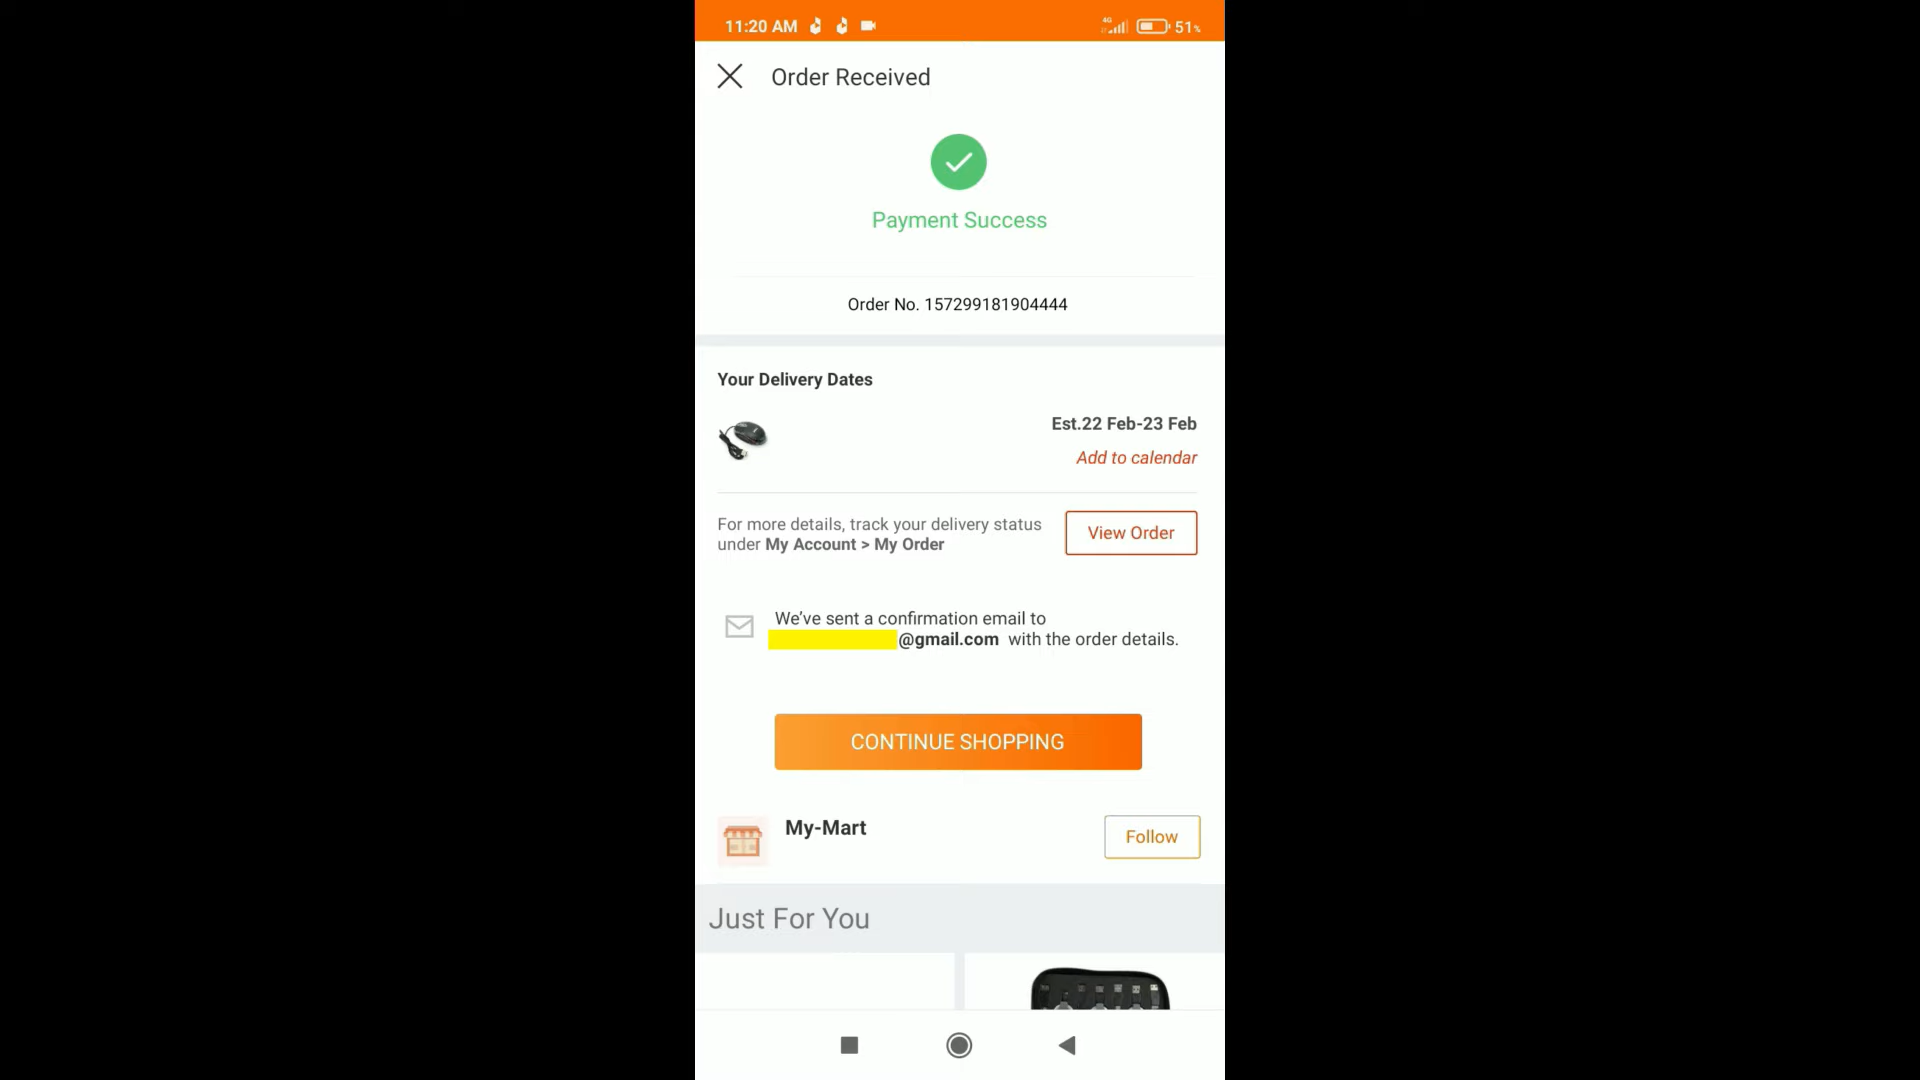 11:20 AM
4G
51%
Order Received
Payment Success
Order No. 157299181904444
Your Delivery Dates
Est.22 Feb-23 Feb
Add to calendar
For more details, track your delivery status
under My Account > My Order
View Order
We've sent a confirmation email to
@gmail.com with the order details.
CONTINUE SHOPPING
My-Mart
Follow
Just For You